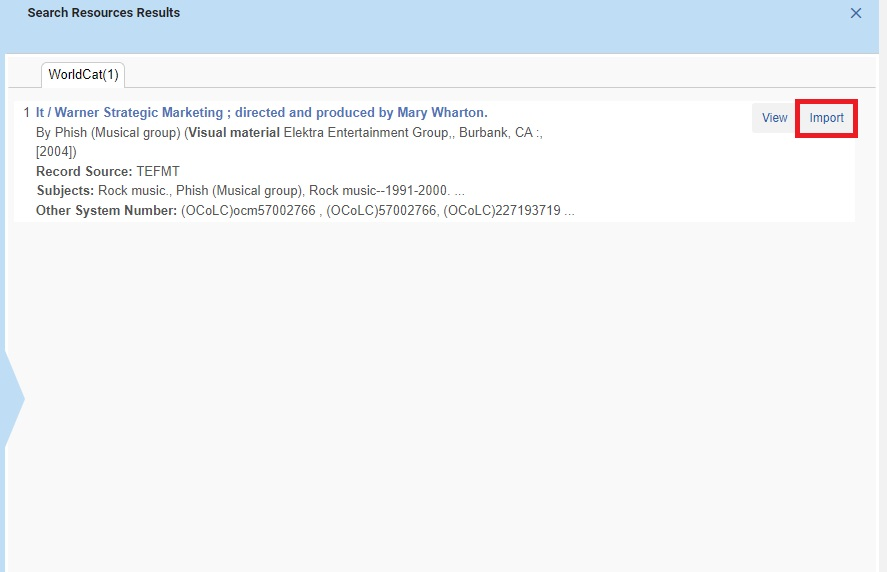 Search Resources Results
WorldCat(1)
1 It / Warner Strategic Marketing ; directed and produced by Mary Wharton.
View Import
By Phish (Musical group) (Visual material Elektra Entertainment Group,, Burbank, CA :,
[2004])
Record Source: TEFMT
Subjects: Rock music., Phish (Musical group), Rock music--1991-2000. ...
Other System Number: (OCoLC)ocm57002766 , (OCoLC)57002766, (OCoLC)227193719 ...